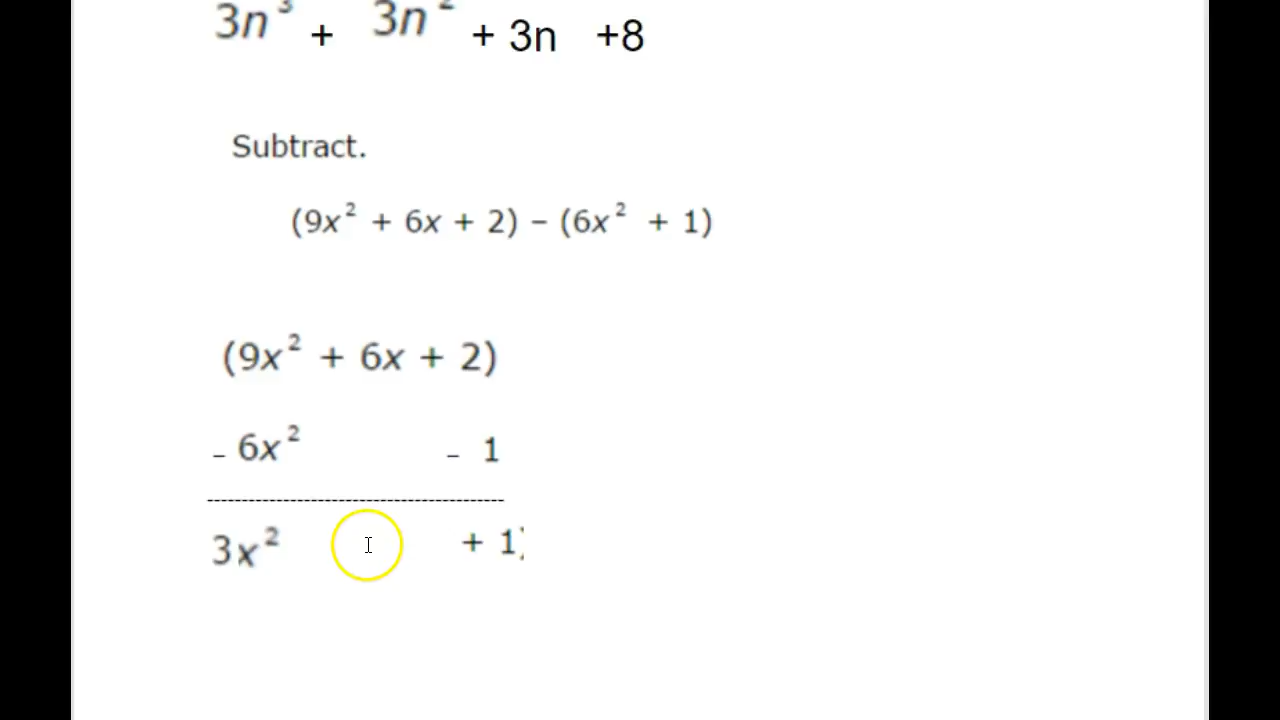 3n³ + 3n² + 3n +8
Subtract.
(9x² + 6x + 2) – (6x² + 1)
(9x² + 6x + 2)
- 6x² - 1
-------------------------------------------
3x² + 1)